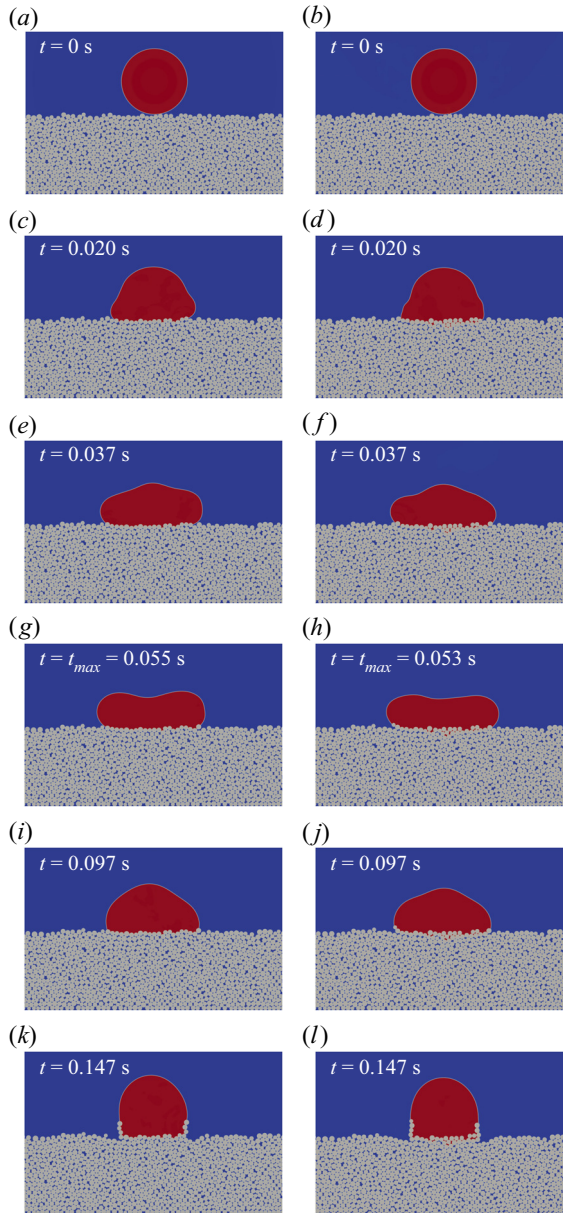 (a)
(b)
t = 0 s
t = 0 s
(c)
(d)
t = 0.020 s
t = 0.020 s
(e)
(f)
t = 0.037 s
t = 0.037 s
(g)
(h)
t = tmax = 0.055 s
t = tmax = 0.053 s
(i)
(j)
t = 0.097 s
t = 0.097 s
(k)
(l)
t = 0.147 s
t = 0.147 s